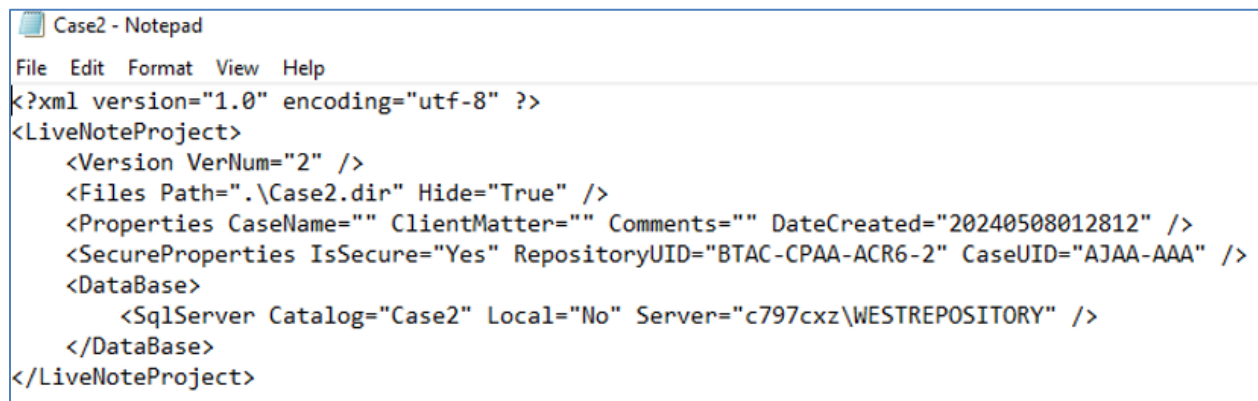 Case2 - Notepad
File Edit Format View Help
<?xml version="1.0" encoding="utf-8" ?>
<LiveNoteProject>
    <Version VerNum="2" />
    <Files Path=".\Case2.dir" Hide="True" />
    <Properties CaseName="" ClientMatter="" Comments="" DateCreated="20240508012812" />
    <SecureProperties IsSecure="Yes" RepositoryUID="BTAC-CPAA-ACR6-2" CaseUID="AJAA-AAA" />
    <DataBase>
        <SqlServer Catalog="Case2" Local="No" Server="c797cxz\WESTREPOSITORY" />
    </DataBase>
</LiveNoteProject>